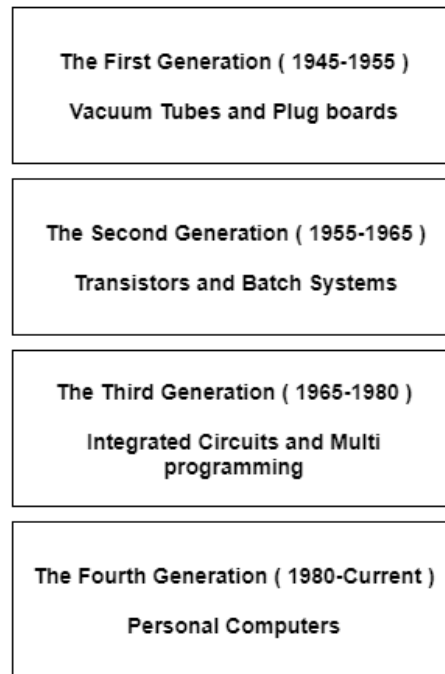 The First Generation ( 1945-1955 )
Vacuum Tubes and Plug boards
The Second Generation ( 1955-1965 )
Transistors and Batch Systems
The Third Generation ( 1965-1980 )
Integrated Circuits and Multi
programming
The Fourth Generation ( 1980-Current )
Personal Computers